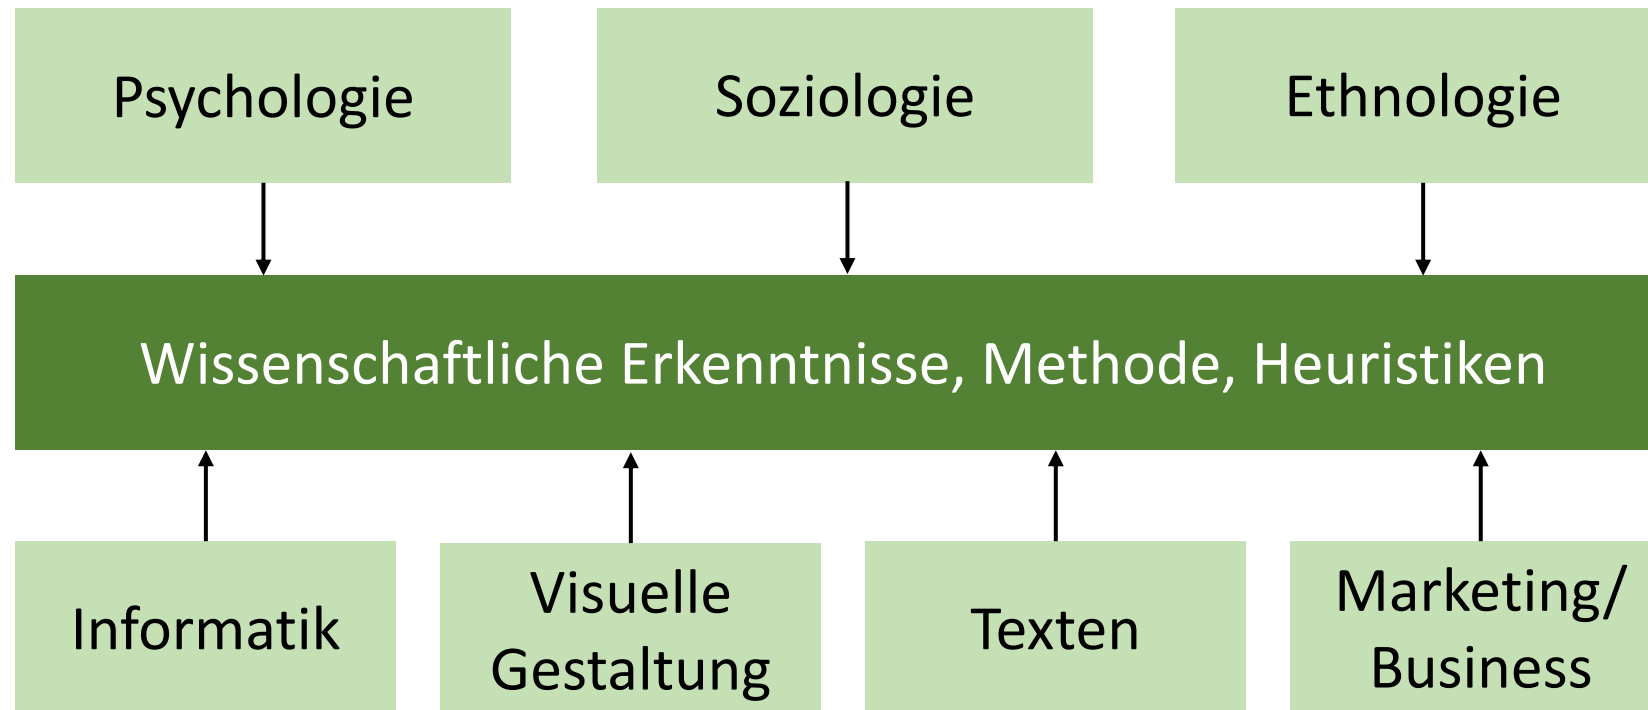 Psychologie
Soziologie
Ethnologie
Wissenschaftliche Erkenntnisse, Methode, Heuristiken
Informatik
Visuelle
Gestaltung
Texten
Marketing/
Business